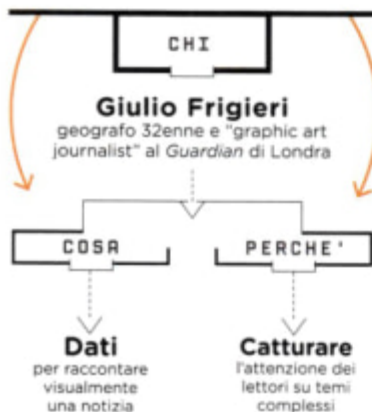 CHI
Giulio Frigieri
geografo 32enne e "graphic art
journalist" al Guardian di Londra
COSA
PERCHE'
Dati
per raccontare
visualmente
una notizia
Catturare
l'attenzione dei
lettori su temi
complessi